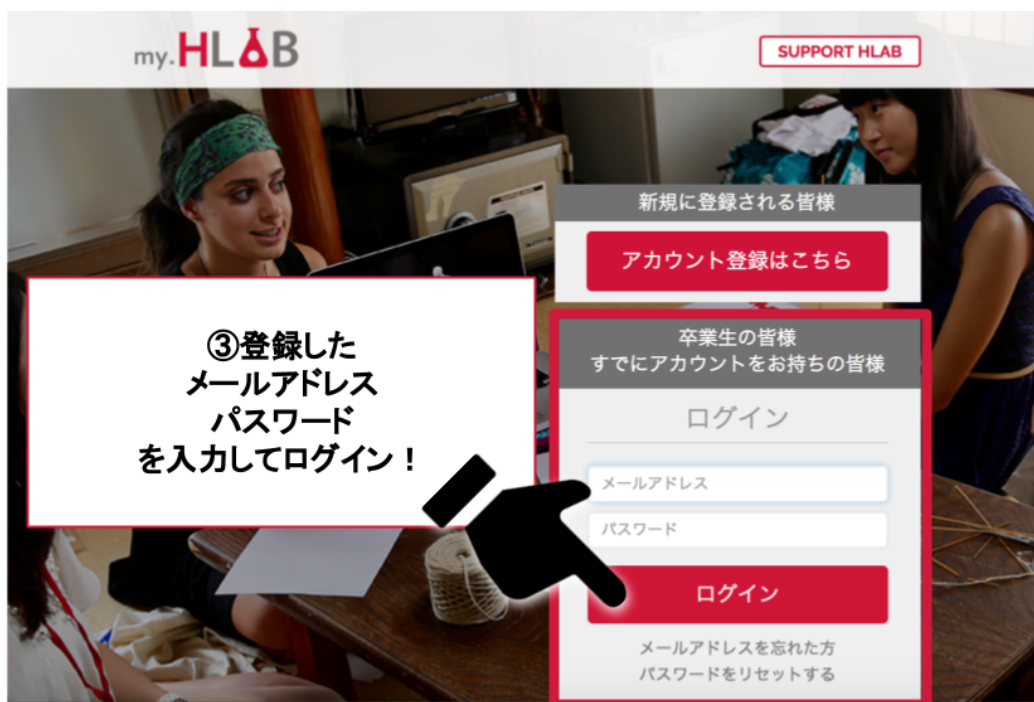 my.HLAB
SUPPORT HLAB
新規に登録される皆様
アカウント登録はこちら
③登録した
メールアドレス
パスワード
を入力してログイン！
卒業生の皆様
すでにアカウントをお持ちの皆様
ログイン
メールアドレス
パスワード
ログイン
メールアドレスを忘れた方
パスワードをリセットする